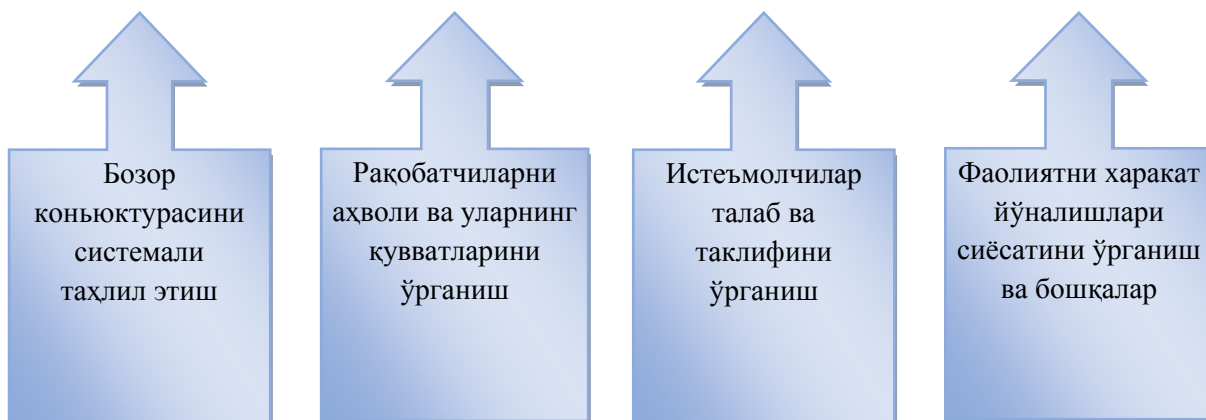 Бозор
коньюктурасини
системали
таҳлил этиш
Рақобатчиларни
аҳволи ва уларнинг
қувватларини
ўрганиш
Истеъмолчилар
талаб ва
таклифини
ўрганиш
Фаолиятни харакат
йўналишлари
сиёсатини ўрганиш
ва бошқалар